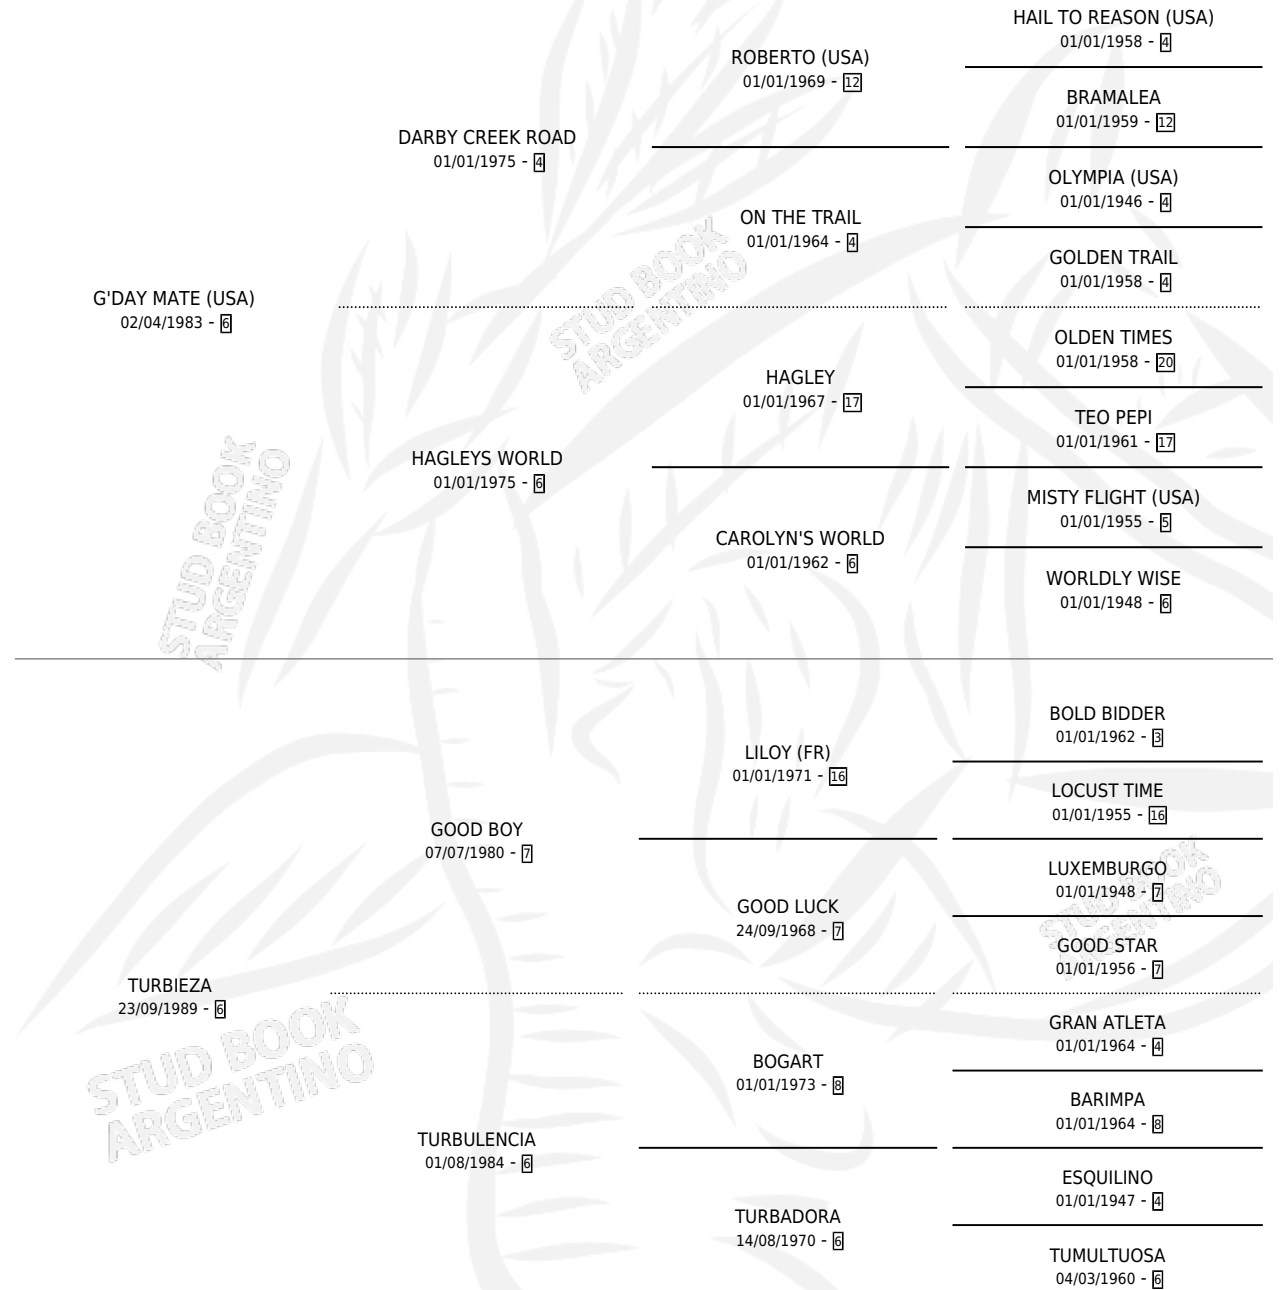 HAIL TO REASON (USA)
01/01/1958 - 4
ROBERTO (USA)
01/01/1969 - 12
BRAMALEA
01/01/1959 - 12
DARBY CREEK ROAD
01/01/1975 - 4
OLYMPIA (USA)
01/01/1946 - 4
ON THE TRAIL
01/01/1964 - 4
GOLDEN TRAIL
01/01/1958 - 4
G'DAY MATE (USA)
02/04/1983 - 6
OLDEN TIMES
01/01/1958 - 20
HAGLEY
01/01/1967 - 17
TEO PEPI
01/01/1961 - 17
HAGLEYS WORLD
01/01/1975 - 6
MISTY FLIGHT (USA)
01/01/1955 - 5
CAROLYN'S WORLD
01/01/1962 - 6
WORLDLY WISE
01/01/1948 - 6
BOLD BIDDER
01/01/1962 - 3
LILOY (FR)
01/01/1971 - 16
LOCUST TIME
01/01/1955 - 16
GOOD BOY
07/07/1980 - 7
LUXEMBURGO
01/01/1948 - 7
GOOD LUCK
24/09/1968 - 7
GOOD STAR
01/01/1956 - 7
TURBIEZA
23/09/1989 - 6
GRAN ATLETA
01/01/1964 - 4
BOGART
01/01/1973 - 8
BARIMPA
01/01/1964 - 8
TURBULENCIA
01/08/1984 - 6
ESQUILINO
01/01/1947 - 4
TURBADORA
14/08/1970 - 6
TUMULTUOSA
04/03/1960 - 6
STUD BOOK
ARGENTINO
STUD BOOK
ARGENTINO
STUD BOOK
ARGENTINO
STUD BOOK
ARGENTINO